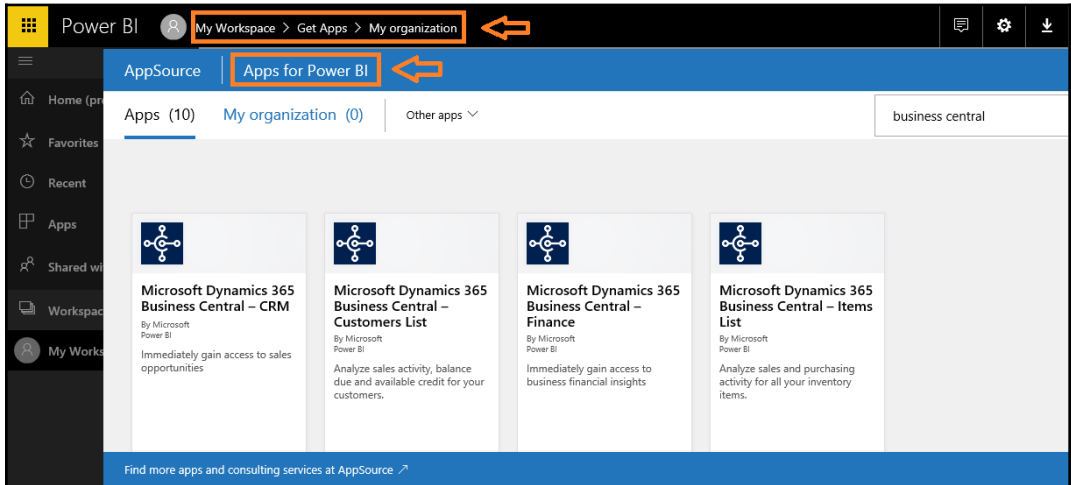 Power BI
My Workspace > Get Apps > My organization
AppSource
Apps for Power BI
Home (pr
Favorites
Recent
Apps
Shared wi
Workspac
My Works
Apps (10)
My organization (0)
Other apps
business central
Microsoft Dynamics 365
Business Central – CRM
By Microsoft
Power BI
Immediately gain access to sales
opportunities
Microsoft Dynamics 365
Business Central –
Customers List
By Microsoft
Power BI
Analyze sales activity, balance
due and available credit for your
customers.
Microsoft Dynamics 365
Business Central –
Finance
By Microsoft
Power BI
Immediately gain access to
business financial insights
Microsoft Dynamics 365
Business Central – Items
List
By Microsoft
Power BI
Analyze sales and purchasing
activity for all your inventory
items.
Find more apps and consulting services at AppSource